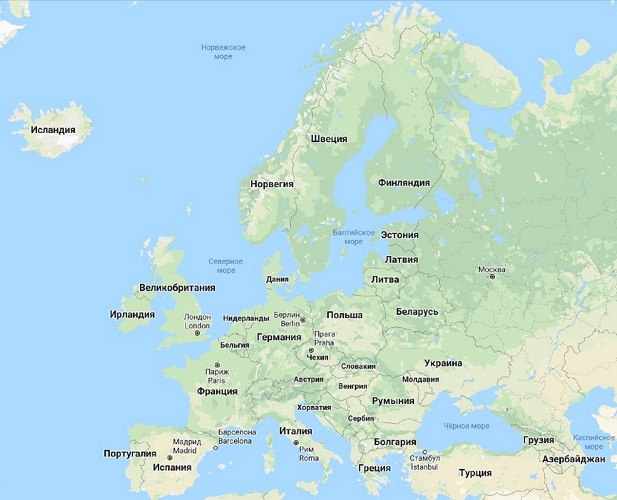 Норвежское
море
Исландия
Швеция
Норвегия
Финляндия
Эстония
Балтийское
море
Северное
море
Латвия
Москва
Дания
Литва
Великобритания
Ирландия
Лондон
London
Нидерланды
Берлин
Berlin
Польша
Беларусь
Германия
Бельгия
Прага
Praha
Чехия
Париж
Paris
Словакия
Украина
Австрия
Венгрия
Молдавия
Франция
Румыния
Хорватия
Сербия
Чёрное море
Барселона
Barcelona
Италия
Мадрид
Madrid
Болгария
Грузия
Каспийское
море
Португалия
Рим
Roma
Стамбул
İstanbul
Азербайджан
Испания
Греция
Турция